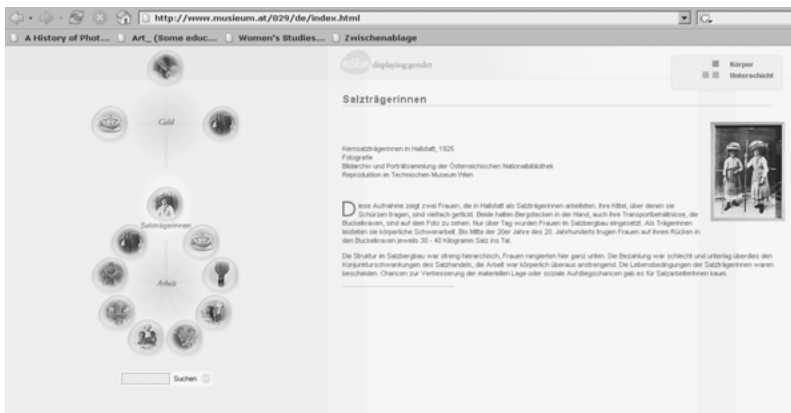 http://www.musieum.at/029/de/index.html
G.
A History of Phot... Art_ (Some educ... Women's Studies... Zwischenablage
musieum displaying:gender
Körper
Unterschicht
Salzträgerinnen
Geld
Kernsalzträgerinnen in Hallstatt, 1925
Fotografie
Bildarchiv und Porträtsammlung der Österreichischen Nationalbibliothek
Reproduktion im Technischen Museum Wien
Salzträgerinnen
Diese Aufnahme zeigt zwei Frauen, die in Hallstatt als Salzträgerinnen arbeiteten. Ihre Kittel, über denen sie
Schürzen tragen, sind vielfach geflickt. Beide halten Bergstecken in der Hand, auch ihre Transportbehältnisse, die
Buckelkraxen, sind auf dem Foto zu sehen. Nur über Tag wurden Frauen im Salzbergbau eingesetzt. Als Trägerinnen
leisteten sie körperliche Schwerarbeit. Bis Mitte der 20er Jahre des 20. Jahrhunderts trugen Frauen auf ihrem Rücken in
den Buckelkraxen jeweils 30 - 40 Kilogramm Salz ins Tal.
Die Struktur im Salzbergbau war streng hierarchisch, Frauen rangierten hier ganz unten. Die Bezahlung war schlecht und unterlag überdies den
Konjunkturschwankungen des Salzhandels, die Arbeit war körperlich überaus anstrengend. Die Lebensbedingungen der Salzträgerinnen waren
bescheiden. Chancen zur Verbesserung der materiellen Lage oder soziale Aufstiegschancen gab es für Salzarbeiterinnen kaum.
Arbeit
Suchen